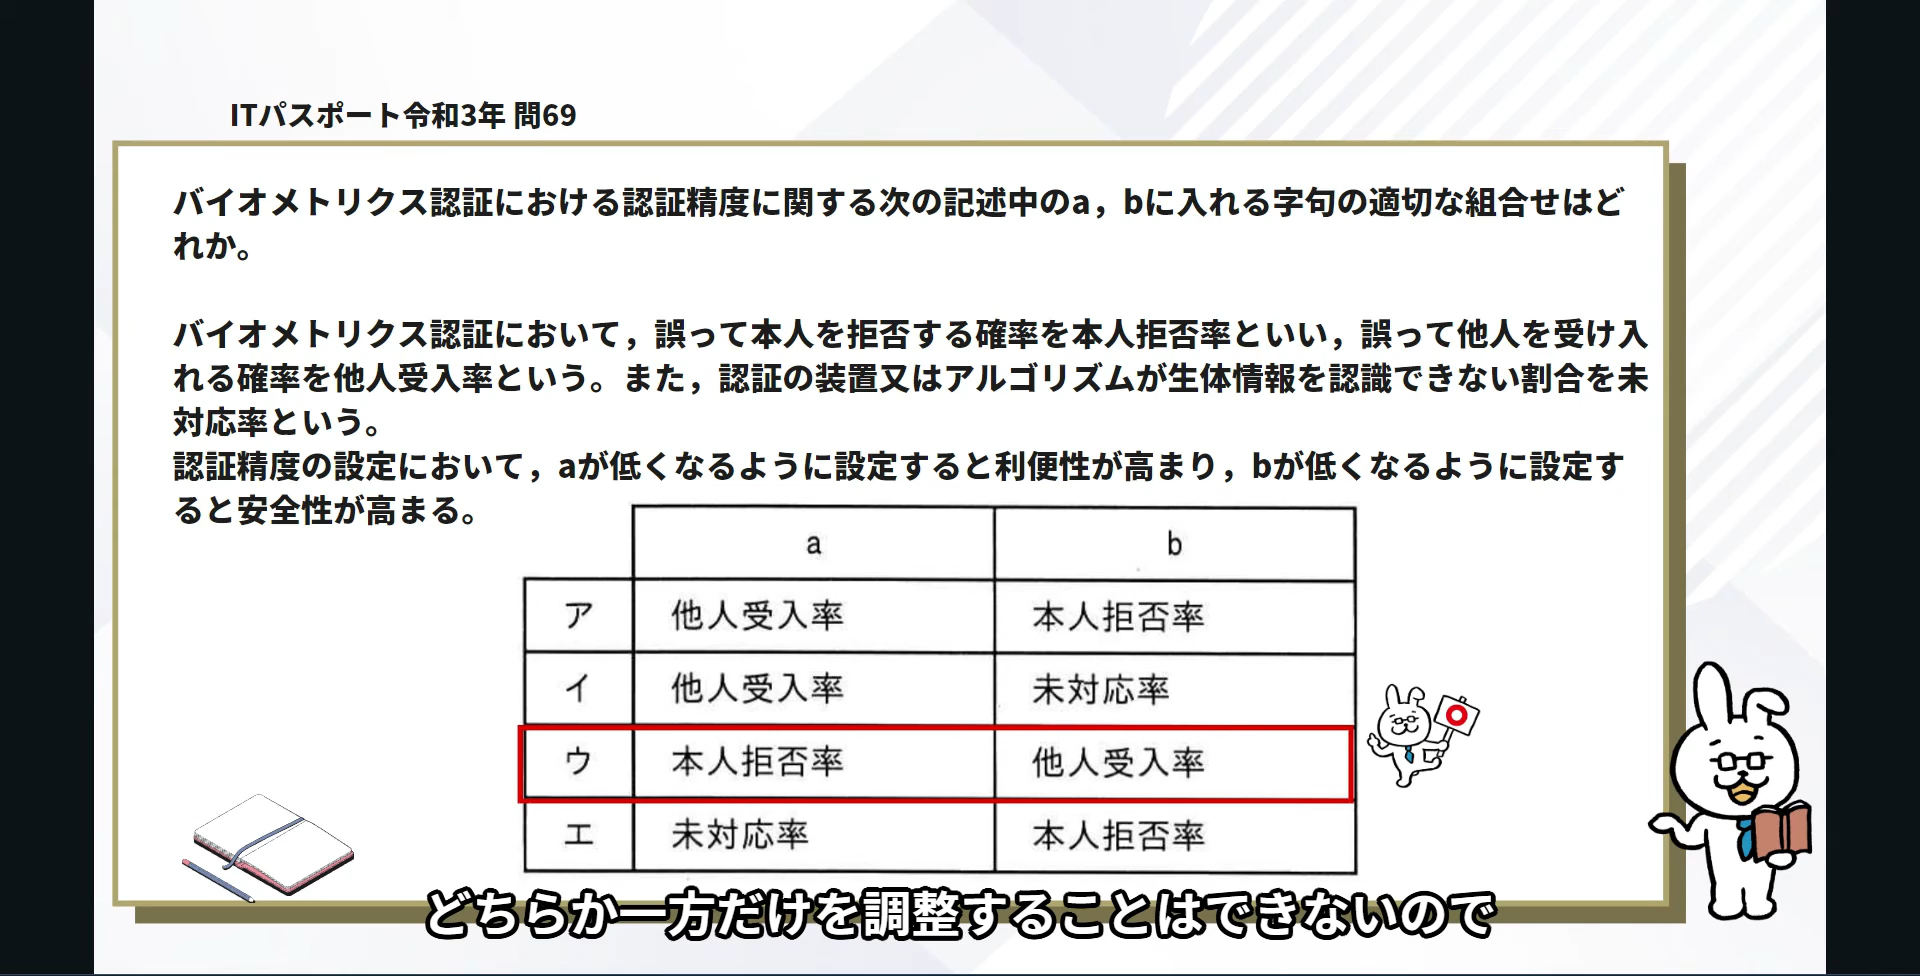 ITパスポート令和3年 問69
バイオメトリクス認証における認証精度に関する次の記述中のa，bに入れる字句の適切な組合せはど
れか。
バイオメトリクス認証において，誤って本人を拒否する確率を本人拒否率といい，誤って他人を受け入
れる確率を他人受入率という。また，認証の装置又はアルゴリズムが生体情報を認識できない割合を未
対応率という。
認証精度の設定において，aが低くなるように設定すると利便性が高まり，bが低くなるように設定す
ると安全性が高まる。
a b
ア 他人受入率 本人拒否率
イ 他人受入率 未対応率
ウ 本人拒否率 他人受入率
エ 未対応率 本人拒否率
どちらか一方だけを調整することはできないので